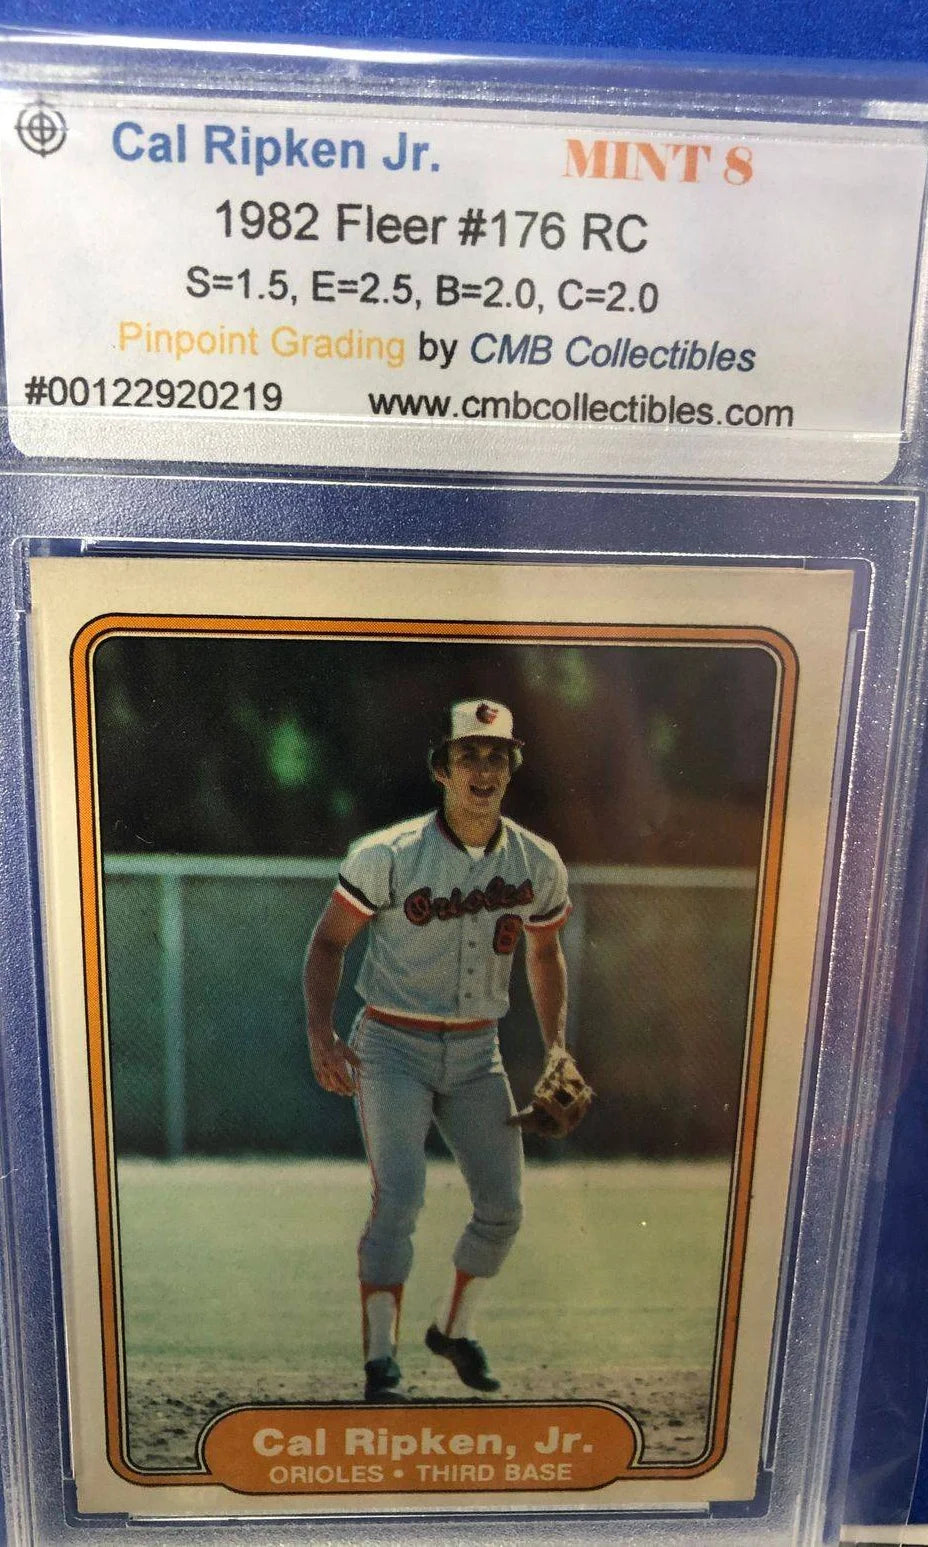 Cal Ripken Jr. MINT 8
1982 Fleer #176 RC
S=1.5, E=2.5, B=2.0, C=2.0
Pinpoint Grading by CMB Collectibles
#00122920219 www.cmbcollectibles.com
Orioles
8
Cal Ripken, Jr.
ORIOLES • THIRD BASE